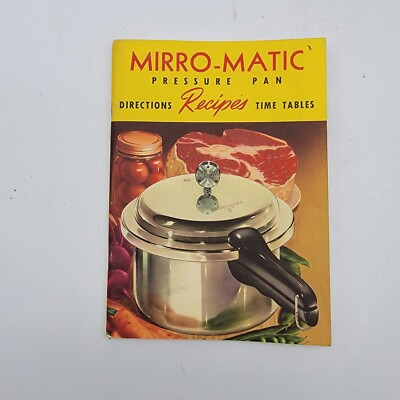 MIRRO-MATIC
PRESSURE PAN
DIRECTIONS Recipes TIME TABLES